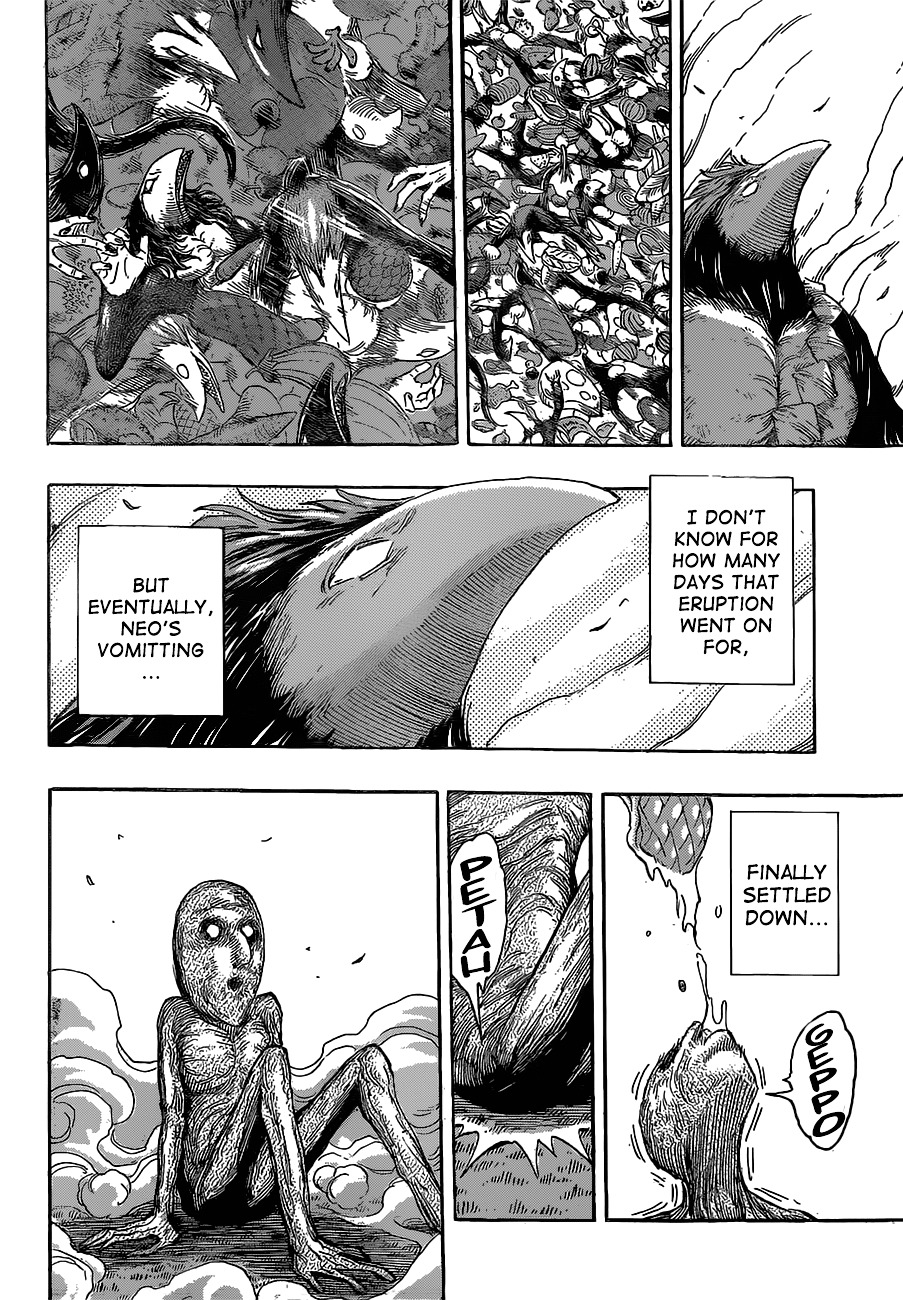 I DON'T
KNOW FOR
HOW MANY
DAYS THAT
ERUPTION
WENT ON
FOR,
BUT
EVENTUALLY,
NEO'S
VOMITTING
...
FINALLY
SETTLED
DOWN...
GEPPO
PETAH